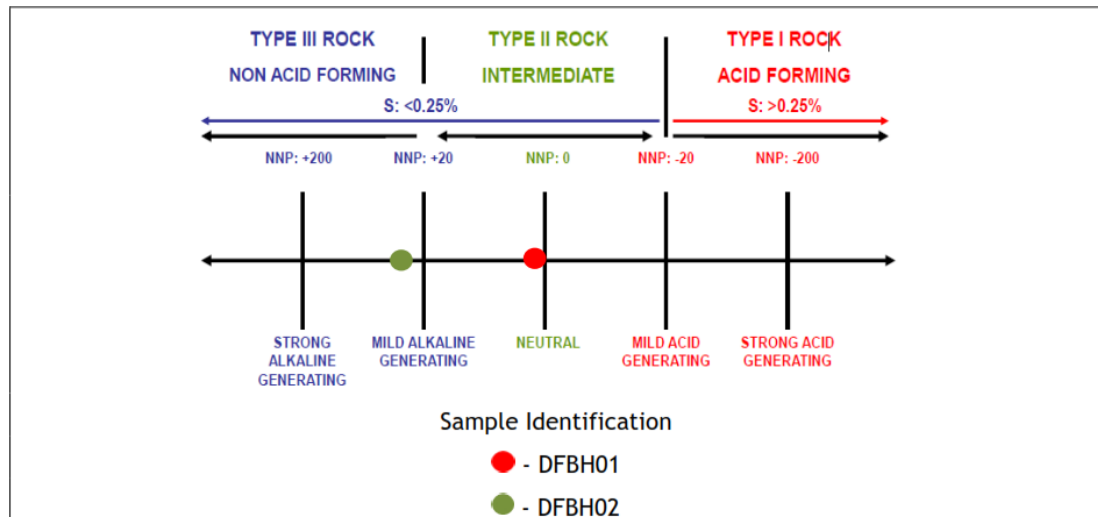 TYPE III ROCK
NON ACID FORMING
TYPE II ROCK
INTERMEDIATE
TYPE I ROCK
ACID FORMING
S: <0.25%
S: >0.25%
NNP: +200
NNP: +20
NNP: 0
NNP: -20
NNP: -200
STRONG
ALKALINE
GENERATING
MILD ALKALINE
GENERATING
NEUTRAL
MILD ACID
GENERATING
STRONG ACID
GENERATING
Sample Identification
- DFBH01
- DFBH02